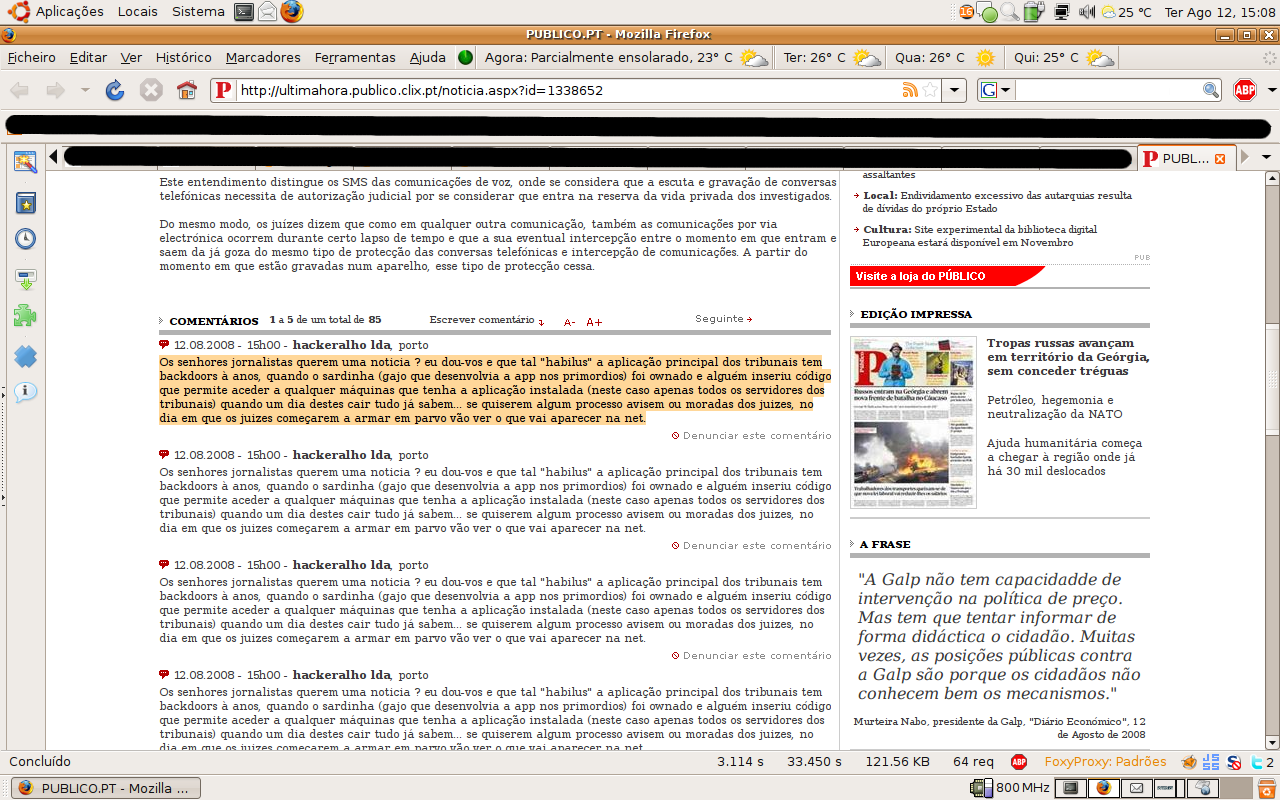 Aplicações Locais Sistema 25 °C Ter Ago 12, 15:08
PUBLICO.PT - Mozilla Firefox
Ficheiro Editar Ver Histórico Marcadores Ferramentas Ajuda Agora: Parcialmente ensolarado, 23° C Ter: 26° C Qua: 26° C Qui: 25° C
P http://ultimahora.publico.clix.pt/noticia.aspx?id=1338652 G ABP
P PUBL...
Este entendimento distingue os SMS das comunicações de voz, onde se considera que a escuta e gravação de conversas
telefónicas necessita de autorização judicial por se considerar que entra na reserva da vida privada dos investigados.
Do mesmo modo, os juízes dizem que como em qualquer outra comunicação, também as comunicações por via
electrónica ocorrem durante certo lapso de tempo e que a sua eventual intercepção entre o momento em que entram e
saem da já goza do mesmo tipo de protecção das conversas telefónicas e intercepção de comunicações. A partir do
momento em que estão gravadas num aparelho, esse tipo de protecção cessa.
COMENTÁRIOS 1 a 5 de um total de 85 Escrever comentário A- A+ Seguinte
12.08.2008 - 15h00 - hackeralho lda, porto
Os senhores jornalistas querem uma noticia ? eu dou-vos e que tal "habilus" a aplicação principal dos tribunais tem
backdoors à anos, quando o sardinha (gajo que desenvolvia a app nos primordios) foi ownado e alguém inseriu código
que permite aceder a qualquer máquinas que tenha a aplicação instalada (neste caso apenas todos os servidores dos
tribunais) quando um dia destes cair tudo já sabem... se quiserem algum processo avisem ou moradas dos juizes, no
dia em que os juizes começarem a armar em parvo vão ver o que vai aparecer na net.
Denunciar este comentário
12.08.2008 - 15h00 - hackeralho lda, porto
Os senhores jornalistas querem uma noticia ? eu dou-vos e que tal "habilus" a aplicação principal dos tribunais tem
backdoors à anos, quando o sardinha (gajo que desenvolvia a app nos primordios) foi ownado e alguém inseriu código
que permite aceder a qualquer máquinas que tenha a aplicação instalada (neste caso apenas todos os servidores dos
tribunais) quando um dia destes cair tudo já sabem... se quiserem algum processo avisem ou moradas dos juizes, no
dia em que os juizes começarem a armar em parvo vão ver o que vai aparecer na net.
Denunciar este comentário
12.08.2008 - 15h00 - hackeralho lda, porto
Os senhores jornalistas querem uma noticia ? eu dou-vos e que tal "habilus" a aplicação principal dos tribunais tem
backdoors à anos, quando o sardinha (gajo que desenvolvia a app nos primordios) foi ownado e alguém inseriu código
que permite aceder a qualquer máquinas que tenha a aplicação instalada (neste caso apenas todos os servidores dos
tribunais) quando um dia destes cair tudo já sabem... se quiserem algum processo avisem ou moradas dos juizes, no
dia em que os juizes começarem a armar em parvo vão ver o que vai aparecer na net.
Denunciar este comentário
12.08.2008 - 15h00 - hackeralho lda, porto
Os senhores jornalistas querem uma noticia ? eu dou-vos e que tal "habilus" a aplicação principal dos tribunais tem
backdoors à anos, quando o sardinha (gajo que desenvolvia a app nos primordios) foi ownado e alguém inseriu código
que permite aceder a qualquer máquinas que tenha a aplicação instalada (neste caso apenas todos os servidores dos
tribunais) quando um dia destes cair tudo já sabem... se quiserem algum processo avisem ou moradas dos juizes, no
dia em que os juizes começarem a armar em parvo vão ver o que vai aparecer na net.
assaltantes
Local: Endividamento excessivo das autarquias resulta
de dívidas do próprio Estado
Cultura: Site experimental da biblioteca digital
Europeana estará disponível em Novembro
PUB
Visite a loja do PÚBLICO
EDIÇÃO IMPRESSA
Público
Russos entram na Geórgia e abrem
nova frente de batalha no Cáucaso
Tropas russas avançam
em território da Geórgia,
sem conceder tréguas
Petróleo, hegemonia e
neutralização da NATO
Ajuda humanitária começa
a chegar à região onde já
há 30 mil deslocados
A FRASE
"A Galp não tem capacidadde de
intervenção na política de preço.
Mas tem que tentar informar de
forma didáctica o cidadão. Muitas
vezes, as posições públicas contra
a Galp são porque os cidadãos não
conhecem bem os mecanismos."
Murteira Nabo, presidente da Galp, "Diário Económico", 12
de Agosto de 2008
Concluído 3.114 s 33.450 s 121.56 KB 64 req ABP FoxyProxy: Padrões 2
PUBLICO.PT - Mozilla ... 800 MHz